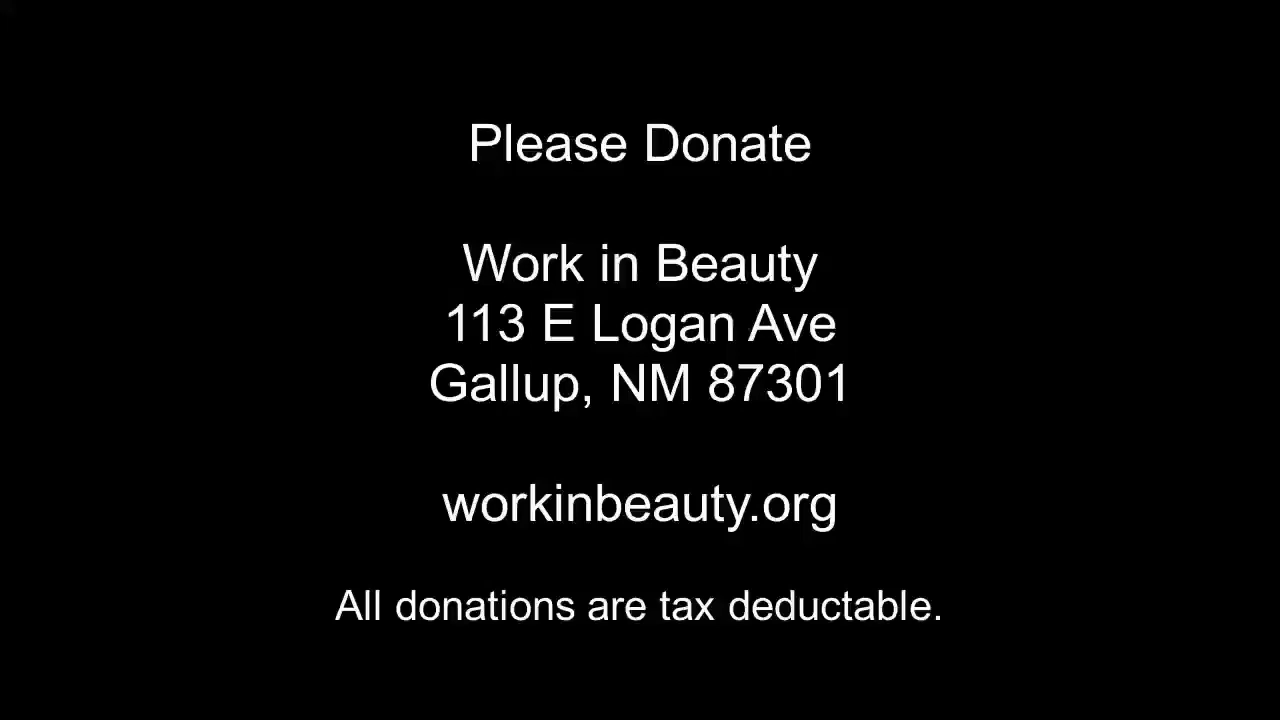 Please Donate
Work in Beauty
113 E Logan Ave
Gallup, NM 87301
workinbeauty.org
All donations are tax deductable.